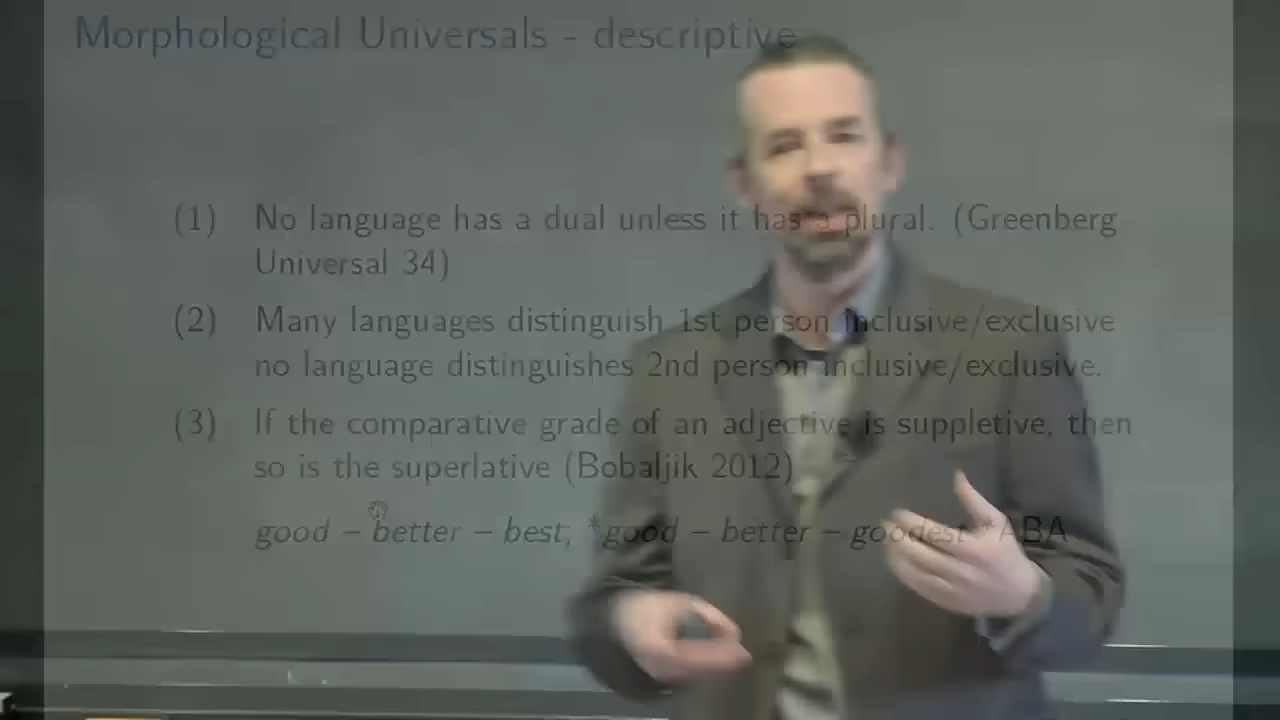 Morphological Universals - descriptive
(1) No language has a dual unless it has a plural. (Greenberg
Universal 34)
(2) Many languages distinguish 1st person inclusive/exclusive
no language distinguishes 2nd person inclusive/exclusive.
(3) If the comparative grade of an adjective is suppletive, then
so is the superlative (Bobaljik 2012)
good – better – best; *good – better – goodest *ABA